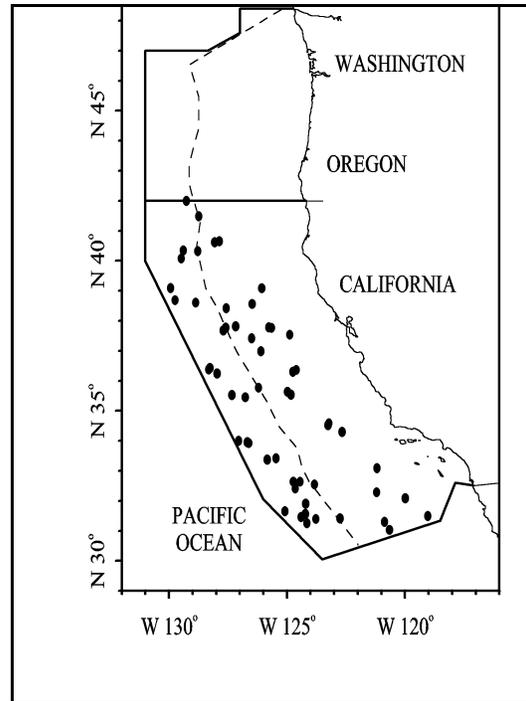 WASHINGTON
N 45°
OREGON
N 40°
CALIFORNIA
N 35°
PACIFIC
OCEAN
N 30°
W 130° W 125° W 120°